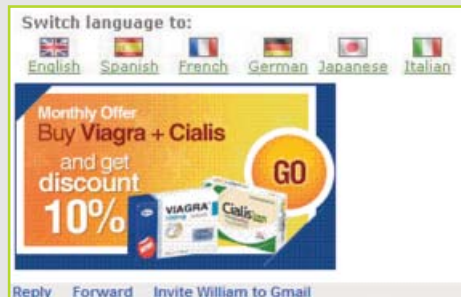 Switch language to:
English Spanish French German Japanese Italian
Monthly Offer
Buy Viagra + Cialis
and get
discount
10%
GO
VIAGRA
Cialis
Reply Forward Invite William to Gmail